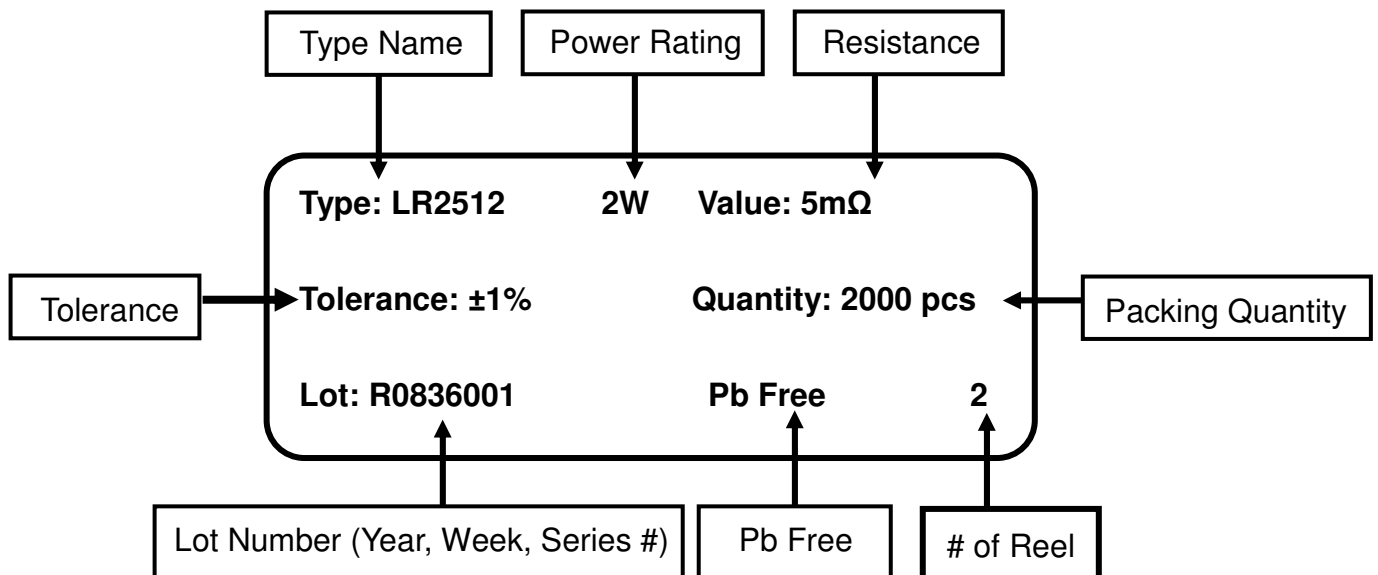 Type Name Power Rating Resistance
Type: LR2512 2W Value: 5mΩ
Tolerance Tolerance: ±1% Quantity: 2000 pcs Packing Quantity
Lot: R0836001 Pb Free 2
Lot Number (Year, Week, Series #) Pb Free # of Reel